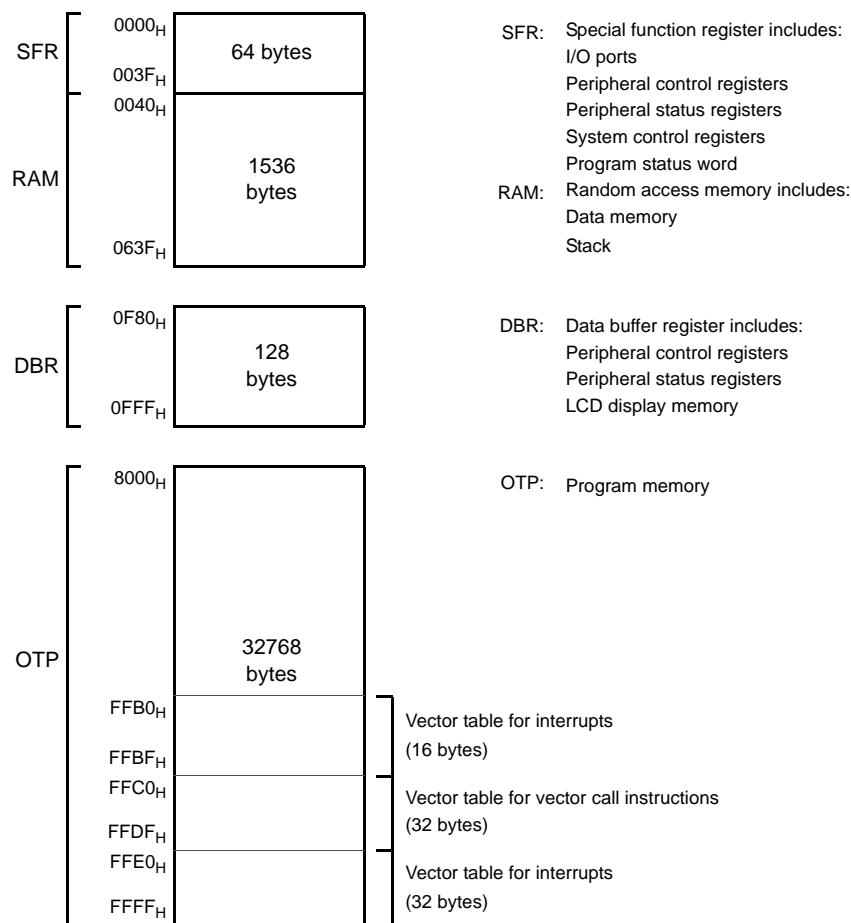 0000H
SFR
64 bytes
003FH
0040H
RAM
1536
bytes
063FH
SFR: Special function register includes:
I/O ports
Peripheral control registers
Peripheral status registers
System control registers
Program status word
RAM: Random access memory includes:
Data memory
Stack
0F80H
DBR
128
bytes
0FFFH
DBR: Data buffer register includes:
Peripheral control registers
Peripheral status registers
LCD display memory
8000H
OTP: Program memory
OTP
32768
bytes
FFB0H
Vector table for interrupts
(16 bytes)
FFBFH
FFC0H
Vector table for vector call instructions
(32 bytes)
FFDFH
FFE0H
Vector table for interrupts
(32 bytes)
FFFFH